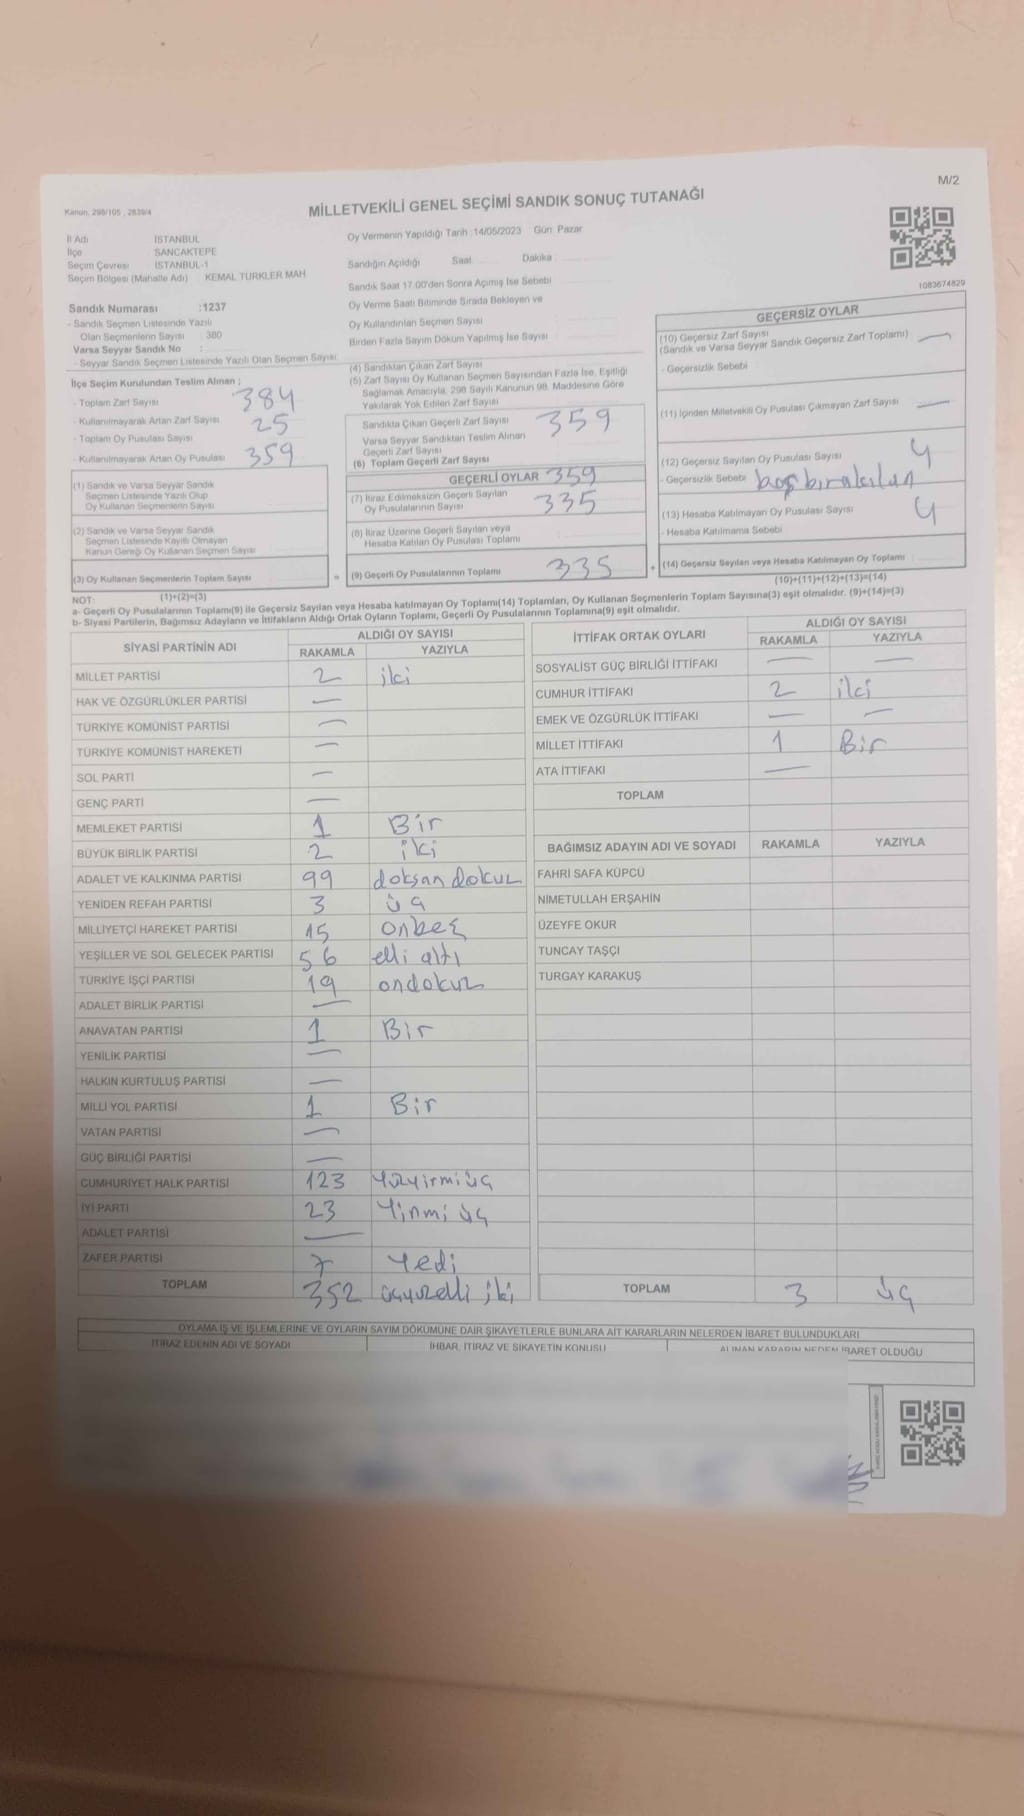 M/2
Kanun: 298/105 , 2839/4
MİLLETVEKİLİ GENEL SEÇİMİ SANDIK SONUÇ TUTANAĞI
İl Adı İSTANBUL
İlçe SANCAKTEPE
Seçim Çevresi İSTANBUL-1
Seçim Bölgesi (Mahalle Adı) KEMAL TÜRKLER MAH.
Oy Vermenin Yapıldığı Tarih :14/05/2023 Gün: Pazar
Sandığın Açıldığı Saat Dakika
Sandık Saat 17.00'den Sonra Açılmış İse Sebebi
Oy Verme Saati Bitiminde Sırada Bekleyen ve
Oy Kullandırılan Seçmen Sayısı
Birden Fazla Sayım Döküm Yapılmış İse Sayısı
1083674829
Sandık Numarası :1237
- Sandık Seçmen Listesinde Yazılı
Olan Seçmenlerin Sayısı : 380
Varsa Seyyar Sandık No :
- Seyyar Sandık Seçmen Listesinde Yazılı Olan Seçmen Sayısı
İlçe Seçim Kurulundan Teslim Alınan ;
- Toplam Zarf Sayısı 384
- Kullanılmayarak Artan Zarf Sayısı 25
- Toplam Oy Pusulası Sayısı
- Kullanılmayarak Artan Oy Pusulası 359
(1) Sandık ve Varsa Seyyar Sandık
Seçmen Listesinde Yazılı Olup
Oy Kullanan Seçmenlerin Sayısı
(2) Sandık ve Varsa Seyyar Sandık
Seçmen Listesinde Kayıtlı Olmayan
Kanun Gereği Oy Kullanan Seçmen Sayısı
(3) Oy Kullanan Seçmenlerin Toplam Sayısı
(1)+(2)=(3)
(4) Sandıktan Çıkan Zarf Sayısı
(5) Zarf Sayısı Oy Kullanan Seçmen Sayısından Fazla İse, Eşitliği
Sağlamak Amacıyla, 298 Sayılı Kanunun 98. Maddesine Göre
Yakılarak Yok Edilen Zarf Sayısı
Sandıkta Çıkan Geçerli Zarf Sayısı 359
Varsa Seyyar Sandıktan Teslim Alınan
Geçerli Zarf Sayısı
(6) Toplam Geçerli Zarf Sayısı
GEÇERLİ OYLAR 359
(7) İtiraz Edilmeksizin Geçerli Sayılan
Oy Pusulalarının Sayısı 335
(8) İtiraz Üzerine Geçerli Sayılan veya
Hesaba Katılan Oy Pusulası Toplamı
= (9) Geçerli Oy Pusulalarının Toplamı 335
GEÇERSİZ OYLAR
(10) Geçersiz Zarf Sayısı —
(Sandık ve Varsa Seyyar Sandık Geçersiz Zarf Toplamı)
- Geçersizlik Sebebi
(11) İçinden Milletvekili Oy Pusulası Çıkmayan Zarf Sayısı —
(12) Geçersiz Sayılan Oy Pusulası Sayısı 4
- Geçersizlik Sebebi boş bırakılan
(13) Hesaba Katılmayan Oy Pusulası Sayısı 4
- Hesaba Katılmama Sebebi
+ (14) Geçersiz Sayılan veya Hesaba Katılmayan Oy Toplamı
(10)+(11)+(12)+(13)=(14)
NOT:
a- Geçerli Oy Pusulalarının Toplamı(9) ile Geçersiz Sayılan veya Hesaba katılmayan Oy Toplamı(14) Toplamları, Oy Kullanan Seçmenlerin Toplam Sayısına(3) eşit olmalıdır. (9)+(14)=(3)
b- Siyasi Partilerin, Bağımsız Adayların ve İttifakların Aldığı Ortak Oyların Toplamı, Geçerli Oy Pusulalarının Toplamına(9) eşit olmalıdır.
SİYASİ PARTİNİN ADI ALDIĞI OY SAYISI
RAKAMLA YAZIYLA
MİLLET PARTİSİ 2 iki
HAK VE ÖZGÜRLÜKLER PARTİSİ —
TÜRKİYE KOMÜNİST PARTİSİ —
TÜRKİYE KOMÜNİST HAREKETİ —
SOL PARTİ —
GENÇ PARTİ —
MEMLEKET PARTİSİ 1 Bir
BÜYÜK BİRLİK PARTİSİ 2 iki
ADALET VE KALKINMA PARTİSİ 99 doksan dokuz
YENİDEN REFAH PARTİSİ 3 üç
MİLLİYETÇİ HAREKET PARTİSİ 15 onbeş
YEŞİLLER VE SOL GELECEK PARTİSİ 56 elli altı
TÜRKİYE İŞÇİ PARTİSİ 19 ondokuz
ADALET BİRLİK PARTİSİ —
ANAVATAN PARTİSİ 1 Bir
YENİLİK PARTİSİ —
HALKIN KURTULUŞ PARTİSİ —
MİLLİ YOL PARTİSİ 1 Bir
VATAN PARTİSİ —
GÜÇ BİRLİĞİ PARTİSİ —
CUMHURİYET HALK PARTİSİ 123 Yüzyirmiüç
İYİ PARTİ 23 Yirmi üç
ADALET PARTİSİ —
ZAFER PARTİSİ 7 Yedi
TOPLAM 352 üçyüzelli iki
İTTİFAK ORTAK OYLARI ALDIĞI OY SAYISI
RAKAMLA YAZIYLA
SOSYALİST GÜÇ BİRLİĞİ İTTİFAKI — —
CUMHUR İTTİFAKI 2 iki
EMEK VE ÖZGÜRLÜK İTTİFAKI — —
MİLLET İTTİFAKI 1 Bir
ATA İTTİFAKI —
TOPLAM
BAĞIMSIZ ADAYIN ADI VE SOYADI RAKAMLA YAZIYLA
FAHRİ SAFA KÜPCÜ
NİMETULLAH ERŞAHİN
ÜZEYFE OKUR
TUNCAY TAŞÇI
TURGAY KARAKUŞ
TOPLAM 3 üç
OYLAMA İŞ VE İŞLEMLERİNE VE OYLARIN SAYIM DÖKÜMÜNE DAİR ŞİKAYETLERLE BUNLARA AİT KARARLARIN NELERDEN İBARET BULUNDUKLARI
İTİRAZ EDENİN ADI VE SOYADI İHBAR, İTİRAZ VE ŞİKAYETİN KONUSU ALINAN KARARIN NEDEN İBARET OLDUĞU